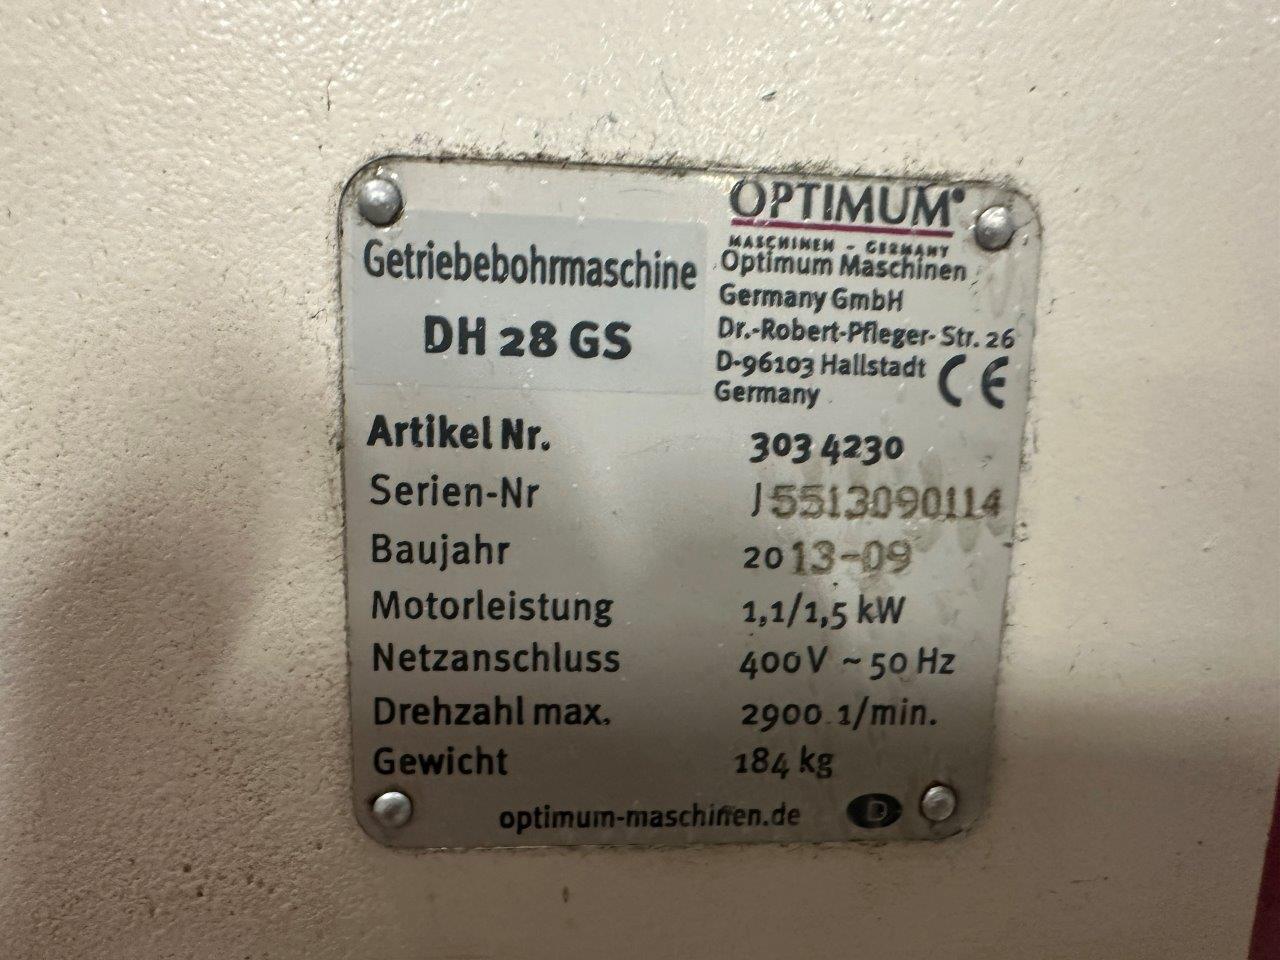 OPTIMUM®
MASCHINEN - GERMANY
Getriebebohrmaschine
DH 28 GS
Optimum Maschinen
Germany GmbH
Dr.-Robert-Pfleger-Str. 26
D-96103 Hallstadt
Germany
CE
Artikel Nr. 303 4230
Serien-Nr J5513090114
Baujahr 2013-09
Motorleistung 1,1/1,5 kW
Netzanschluss 400 V ~ 50 Hz
Drehzahl max. 2900 1/min.
Gewicht 184 kg
optimum-maschinen.de D